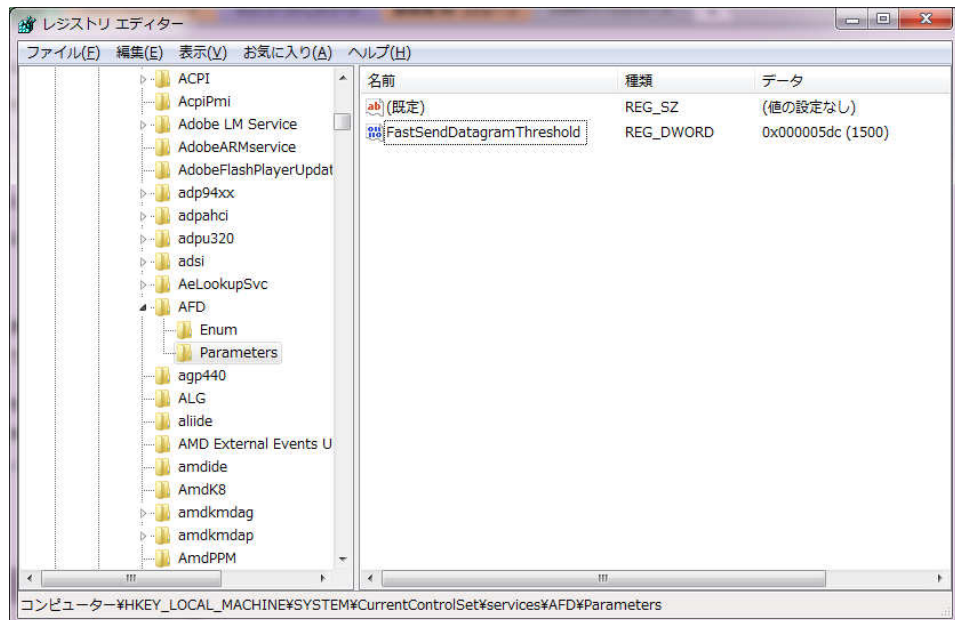 レジストリ エディター
ファイル(F) 編集(E) 表示(V) お気に入り(A) ヘルプ(H)
ACPI
AcpiPmi
Adobe LM Service
AdobeARMservice
AdobeFlashPlayerUpdat
adp94xx
adpahci
adpu320
adsi
AeLookupSvc
AFD
Enum
Parameters
agp440
ALG
aliide
AMD External Events U
amdide
AmdK8
amdkmdag
amdkmdap
AmdPPM
名前 種類 データ
ab (既定) REG_SZ (値の設定なし)
FastSendDatagramThreshold REG_DWORD 0x000005dc (1500)
コンピューター¥HKEY_LOCAL_MACHINE¥SYSTEM¥CurrentControlSet¥services¥AFD¥Parameters